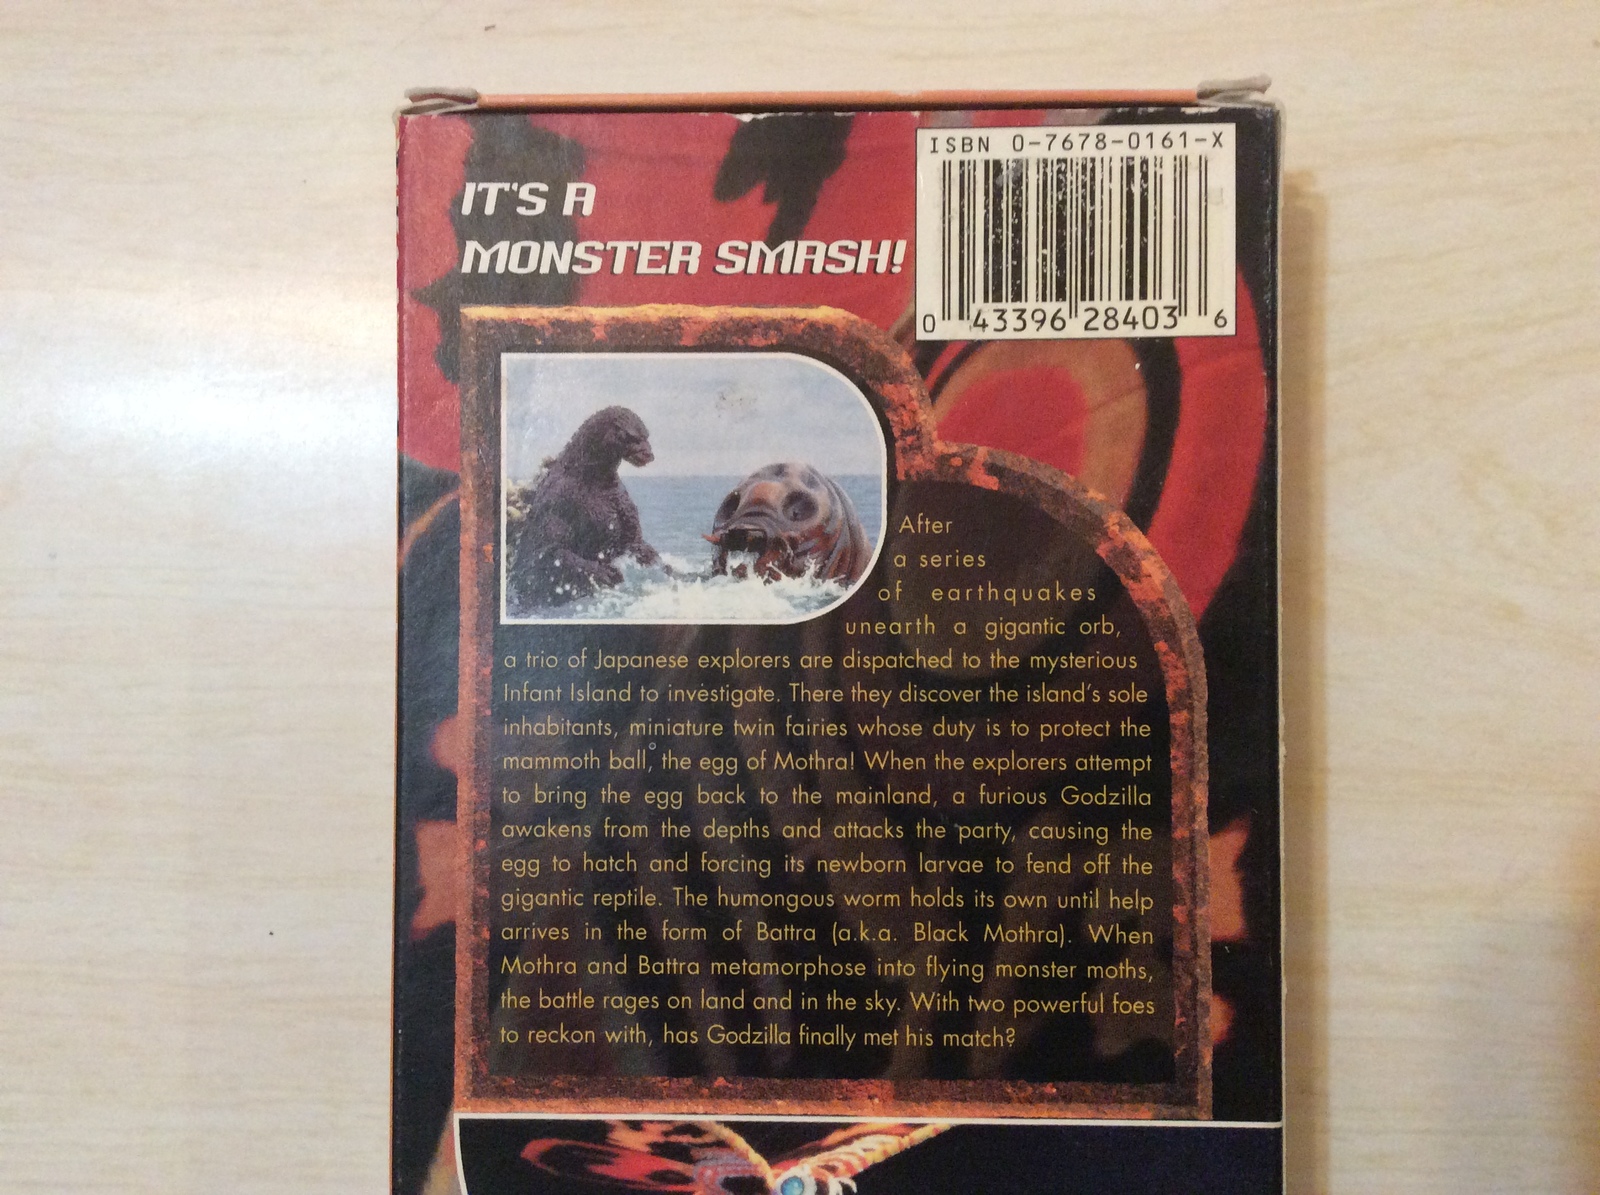 IT'S A
MONSTER SMASH!
ISBN 0-7678-0161-X
0 43396 28403 6
After
a series
of earthquakes
unearth a gigantic orb,
a trio of Japanese explorers are dispatched to the mysterious
Infant Island to investigate. There they discover the island's sole
inhabitants, miniature twin fairies whose duty is to protect the
mammoth ball, the egg of Mothra! When the explorers attempt
to bring the egg back to the mainland, a furious Godzilla
awakens from the depths and attacks the party, causing the
egg to hatch and forcing its newborn larvae to fend off the
gigantic reptile. The humongous worm holds its own until help
arrives in the form of Battra (a.k.a. Black Mothra). When
Mothra and Battra metamorphose into flying monster moths,
the battle rages on land and in the sky. With two powerful foes
to reckon with, has Godzilla finally met his match?